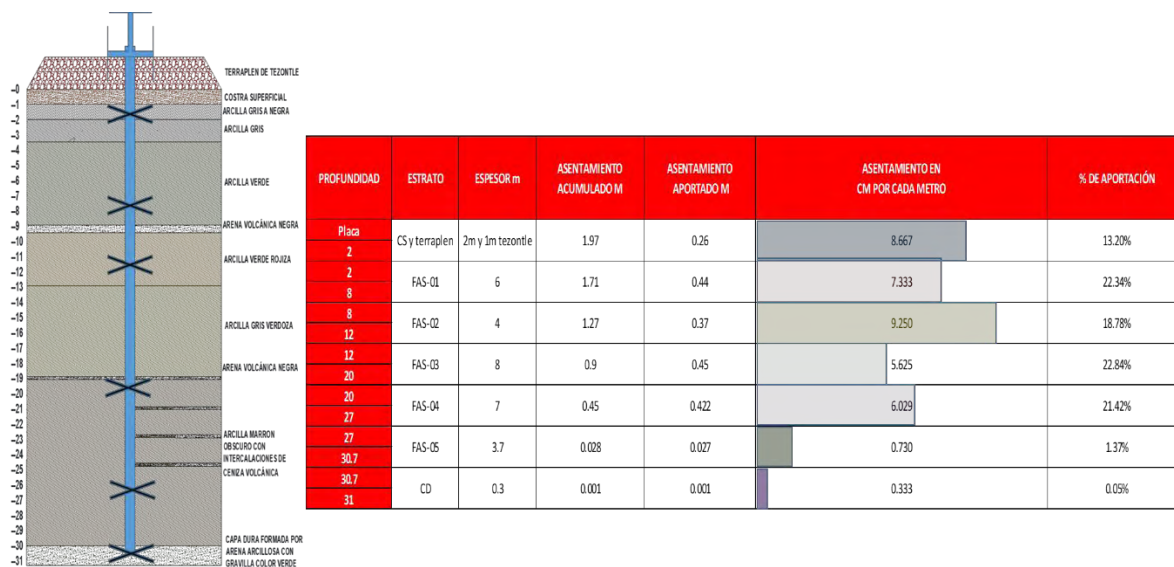 TERRAPLEN DE TEZONTLE
–0
COSTRA SUPERFICIAL
–1
ARCILLA GRIS A NEGRA
–2
ARCILLA GRIS
–3
–4
–5
–6
ARCILLA VERDE
–7
–8
–9
ARENA VOLCÁNICA NEGRA
–10
–11
ARCILLA VERDE ROJIZA
–12
–13
–14
–15
ARCILLA GRIS VERDOZA
–16
–17
–18
ARENA VOLCÁNICA NEGRA
–19
–20
–21
–22
ARCILLA MARRON
–23
OBSCURO CON
–24
INTERCALACIONES DE
–25
CENIZA VOLCÁNICA
–26
–27
–28
–29
–30
CAPA DURA FORMADA POR
ARENA ARCILLOSA CON
–31
GRAVILLA COLOR VERDE
PROFUNDIDAD ESTRATO ESPESOR m ASENTAMIENTO ACUMULADO M ASENTAMIENTO APORTADO M ASENTAMIENTO EN CM POR CADA METRO % DE APORTACIÓN
Placa
2
CS y terraplen 2m y 1m tezontle 1.97 0.26 8.667 13.20%
2
8
FAS-01 6 1.71 0.44 7.333 22.34%
8
12
FAS-02 4 1.27 0.37 9.250 18.78%
12
20
FAS-03 8 0.9 0.45 5.625 22.84%
20
27
FAS-04 7 0.45 0.422 6.029 21.42%
27
30.7
FAS-05 3.7 0.028 0.027 0.730 1.37%
30.7
31
CD 0.3 0.001 0.001 0.333 0.05%